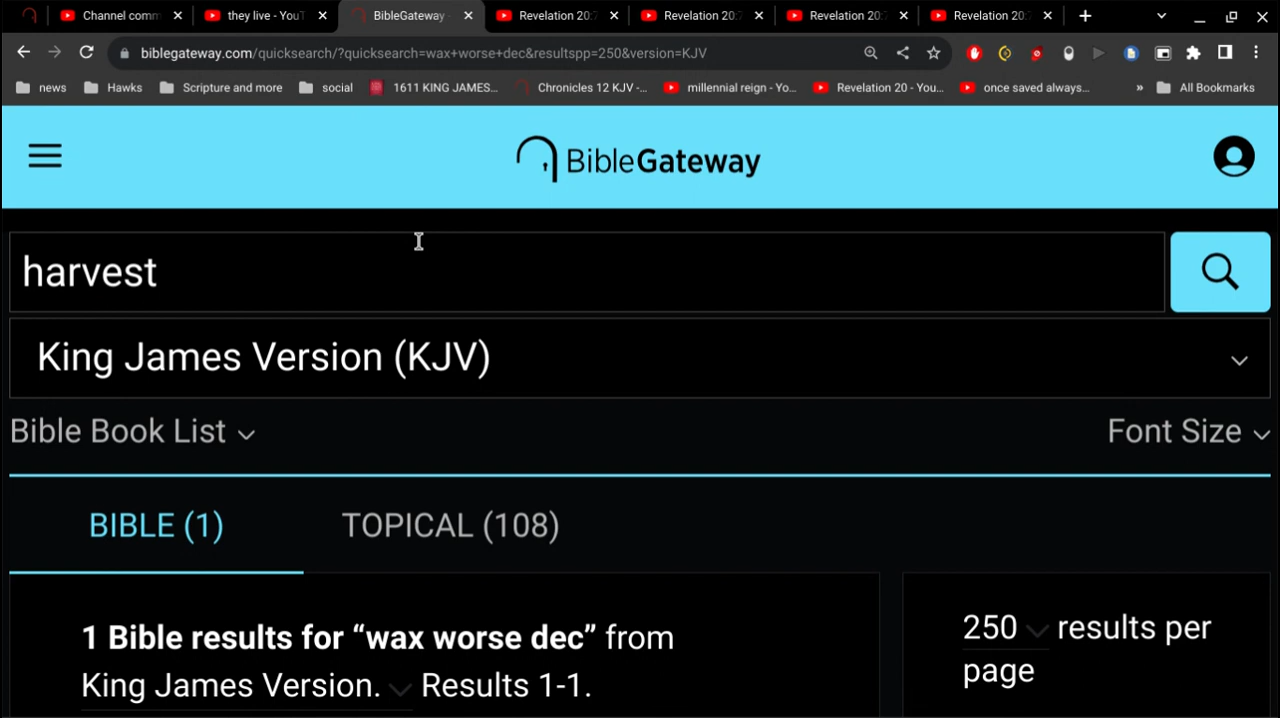 Channel comm
they live - YouT
BibleGateway -
Revelation 20:7
Revelation 20:
Revelation 20:
Revelation 20:
biblegateway.com/quicksearch/?quicksearch=wax+worse+dec&resultspp=250&version=KJV
news
Hawks
Scripture and more
social
1611 KING JAMES...
Chronicles 12 KJV -...
millennial reign - Yo...
Revelation 20 - You...
once saved always...
»
All Bookmarks
BibleGateway
harvest
King James Version (KJV)
Bible Book List
Font Size
BIBLE (1)
TOPICAL (108)
1 Bible results for “wax worse dec” from
King James Version. Results 1-1.
250 results per
page